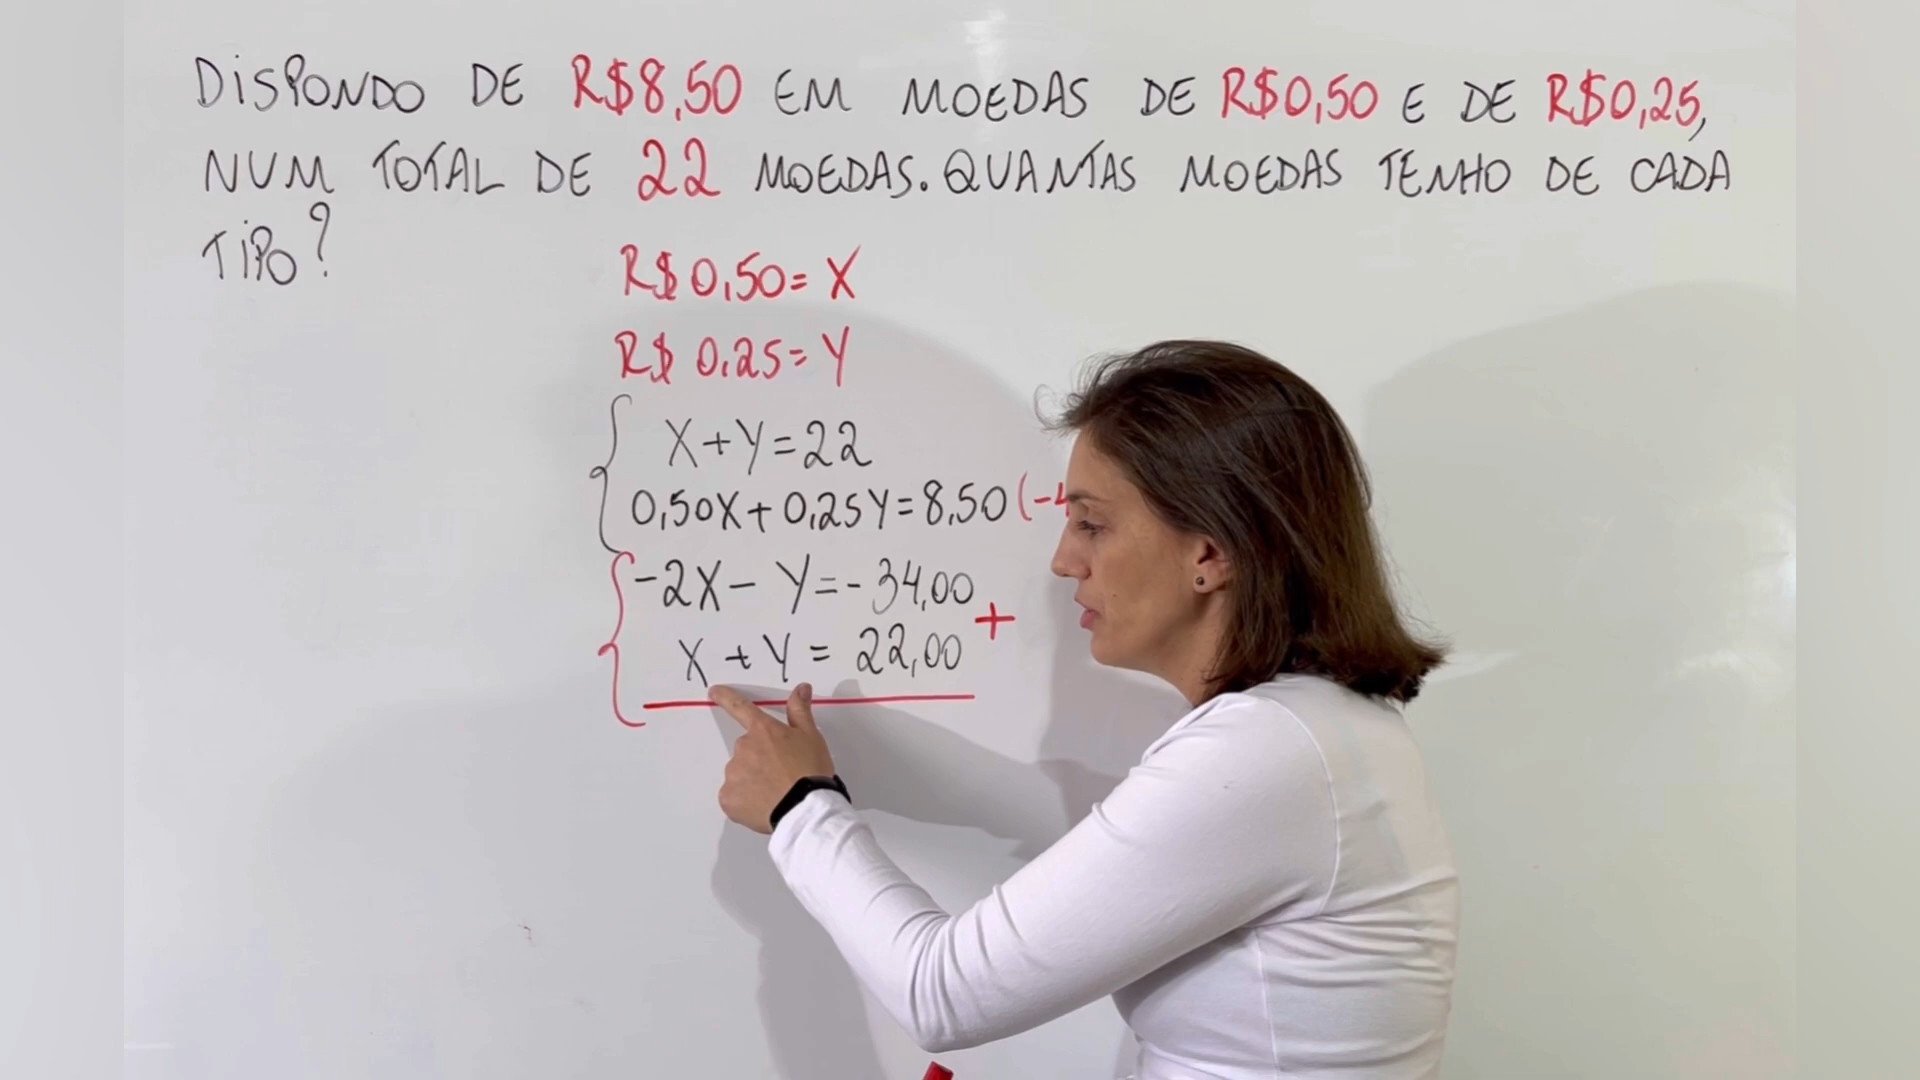 DISPONDO DE R$8,50 EM MOEDAS DE R$0,50 E DE R$0,25,
NUM TOTAL DE 22 MOEDAS. QUANTAS MOEDAS TENHO DE CADA
TIPO?
R$ 0,50 = X
R$ 0,25 = Y
X + Y = 22
0,50X + 0,25Y = 8,50 (-4
-2X - Y = - 34,00
X + Y = 22,00 +